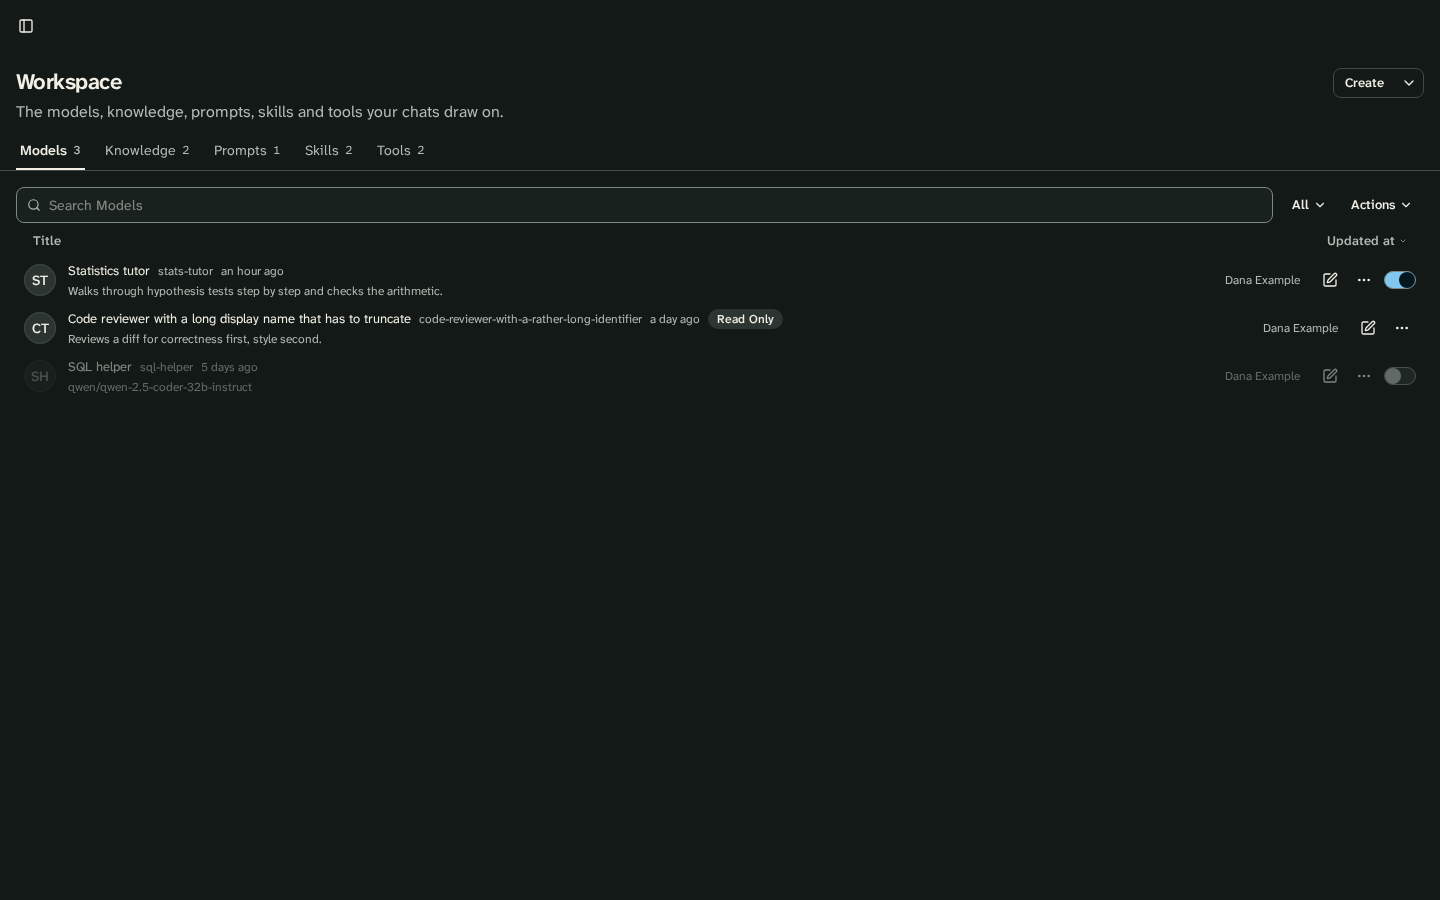 Workspace
Create
The models, knowledge, prompts, skills and tools your chats draw on.
Models 3 Knowledge 2 Prompts 1 Skills 2 Tools 2
Search Models All Actions
Title Updated at
ST Statistics tutor stats-tutor an hour ago Dana Example
Walks through hypothesis tests step by step and checks the arithmetic.
CT Code reviewer with a long display name that has to truncate code-reviewer-with-a-rather-long-identifier a day ago Read Only Dana Example
Reviews a diff for correctness first, style second.
SH SQL helper sql-helper 5 days ago Dana Example
qwen/qwen-2.5-coder-32b-instruct